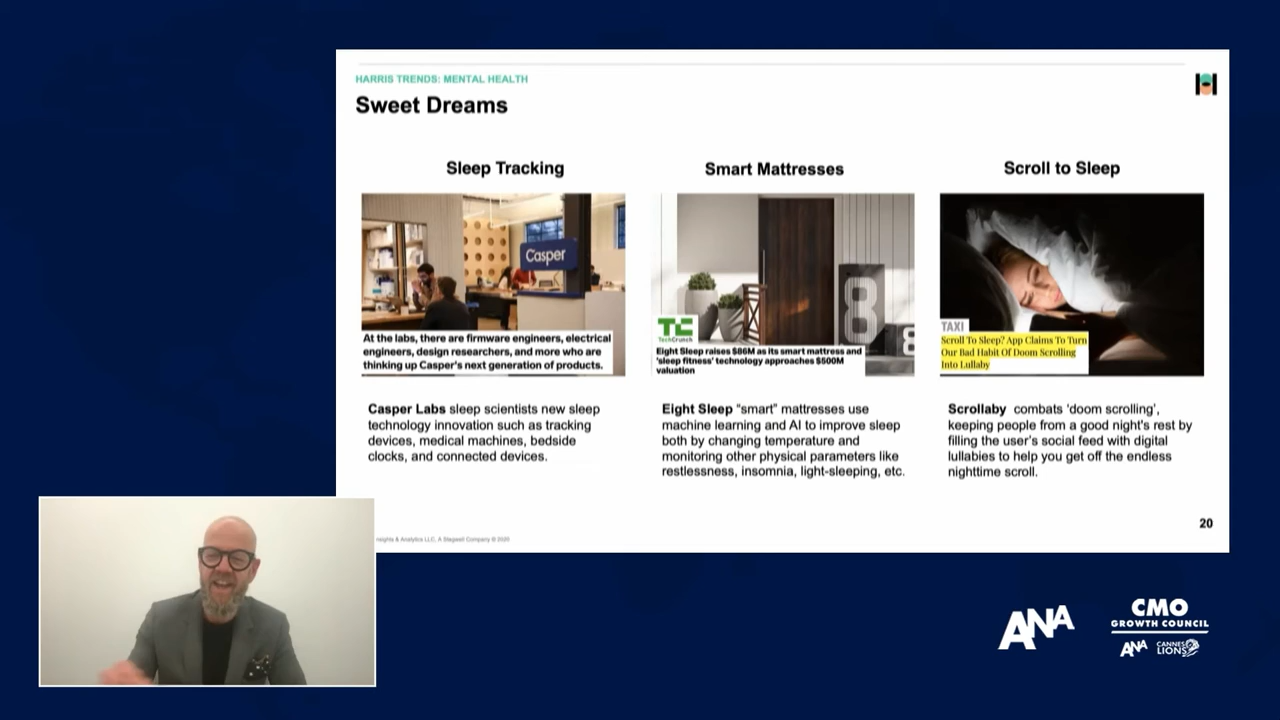 HARRIS TRENDS: MENTAL HEALTH
Sweet Dreams
Sleep Tracking
Casper
At the labs, there are firmware engineers, electrical
engineers, design researchers, and more who are
thinking up Casper's next generation of products.
Casper Labs sleep scientists new sleep
technology innovation such as tracking
devices, medical machines, bedside
clocks, and connected devices.
Smart Mattresses
8
8
TC
TechCrunch
Eight Sleep raises $86M as its smart mattress and
'sleep fitness' technology approaches $500M
valuation
Eight Sleep “smart” mattresses use
machine learning and AI to improve sleep
both by changing temperature and
monitoring other physical parameters like
restlessness, insomnia, light-sleeping, etc.
Scroll to Sleep
TAXI
Scroll To Sleep? App Claims To Turn
Our Bad Habit Of Doom Scrolling
Into Lullaby
Scrollaby combats ‘doom scrolling’,
keeping people from a good night's rest by
filling the user’s social feed with digital
lullabies to help you get off the endless
nighttime scroll.
20
& Analytics LLC, A Stagwell Company © 2020
ANA
CMO
GROWTH COUNCIL
ANA
CANNES
LIONS